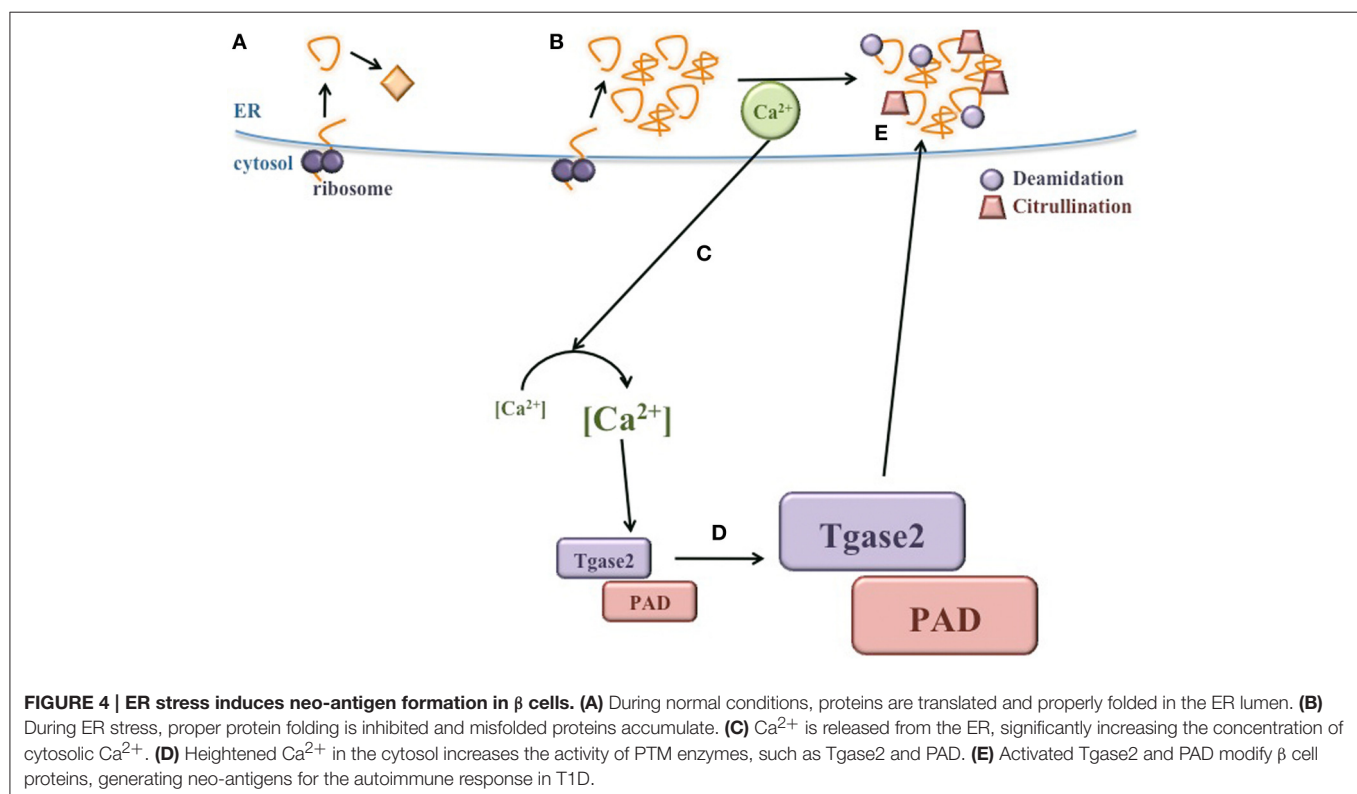 A
B
Ca²⁺
ER
E
cytosol
ribosome
Deamidation
Citrullination
C
[Ca²⁺]
[Ca²⁺]
D
Tgase2
PAD
Tgase2
PAD
FIGURE 4 | ER stress induces neo-antigen formation in β cells. (A) During normal conditions, proteins are translated and properly folded in the ER lumen. (B)
During ER stress, proper protein folding is inhibited and misfolded proteins accumulate. (C) Ca²⁺ is released from the ER, significantly increasing the concentration of
cytosolic Ca²⁺. (D) Heightened Ca²⁺ in the cytosol increases the activity of PTM enzymes, such as Tgase2 and PAD. (E) Activated Tgase2 and PAD modify β cell
proteins, generating neo-antigens for the autoimmune response in T1D.